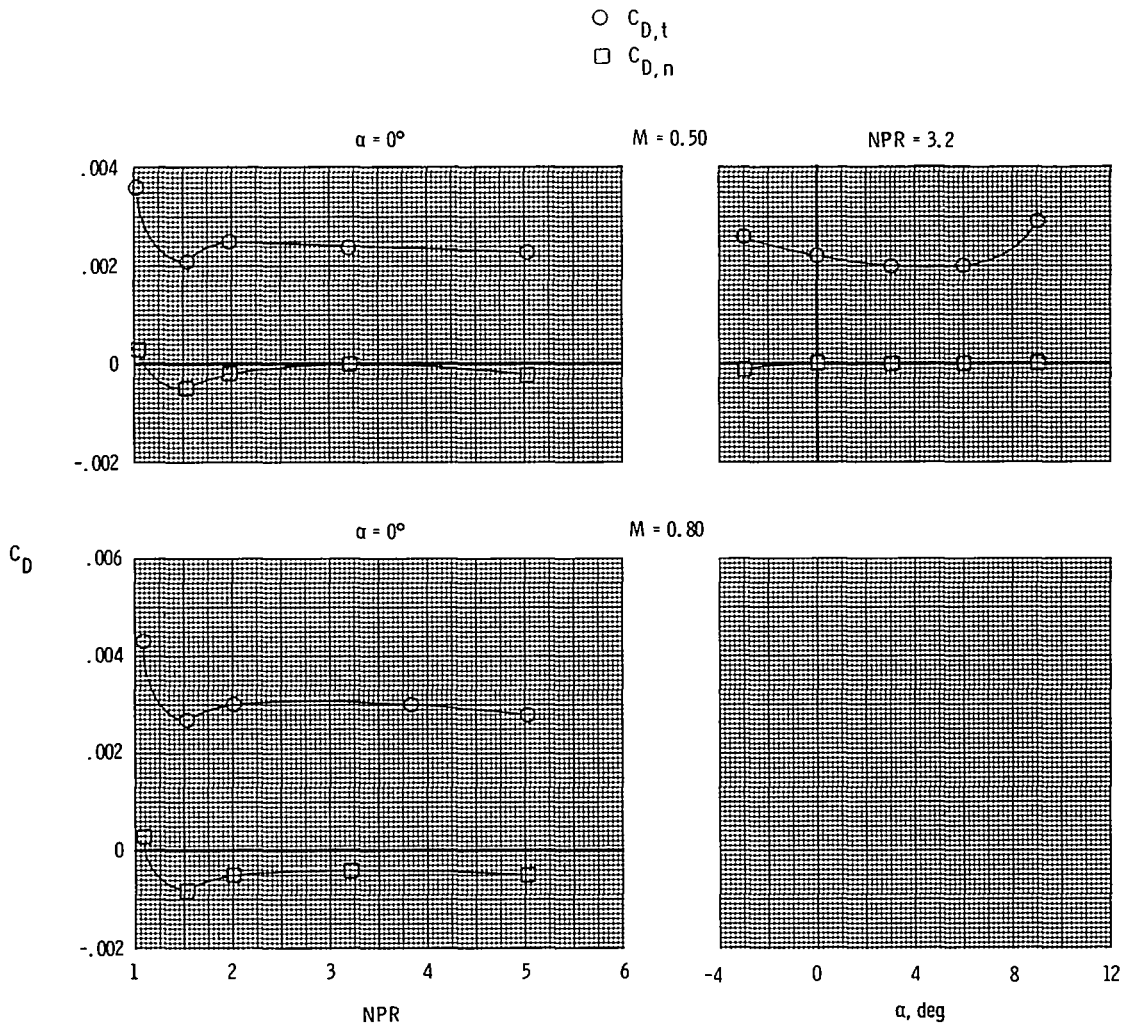 C_D,t
C_D,n
α = 0° M = 0.50 NPR = 3.2
.004
.002
0
-.002
α = 0° M = 0.80
C_D
.006
.004
.002
0
-.002
1 2 3 4 5 6 -4 0 4 8 12
NPR α, deg